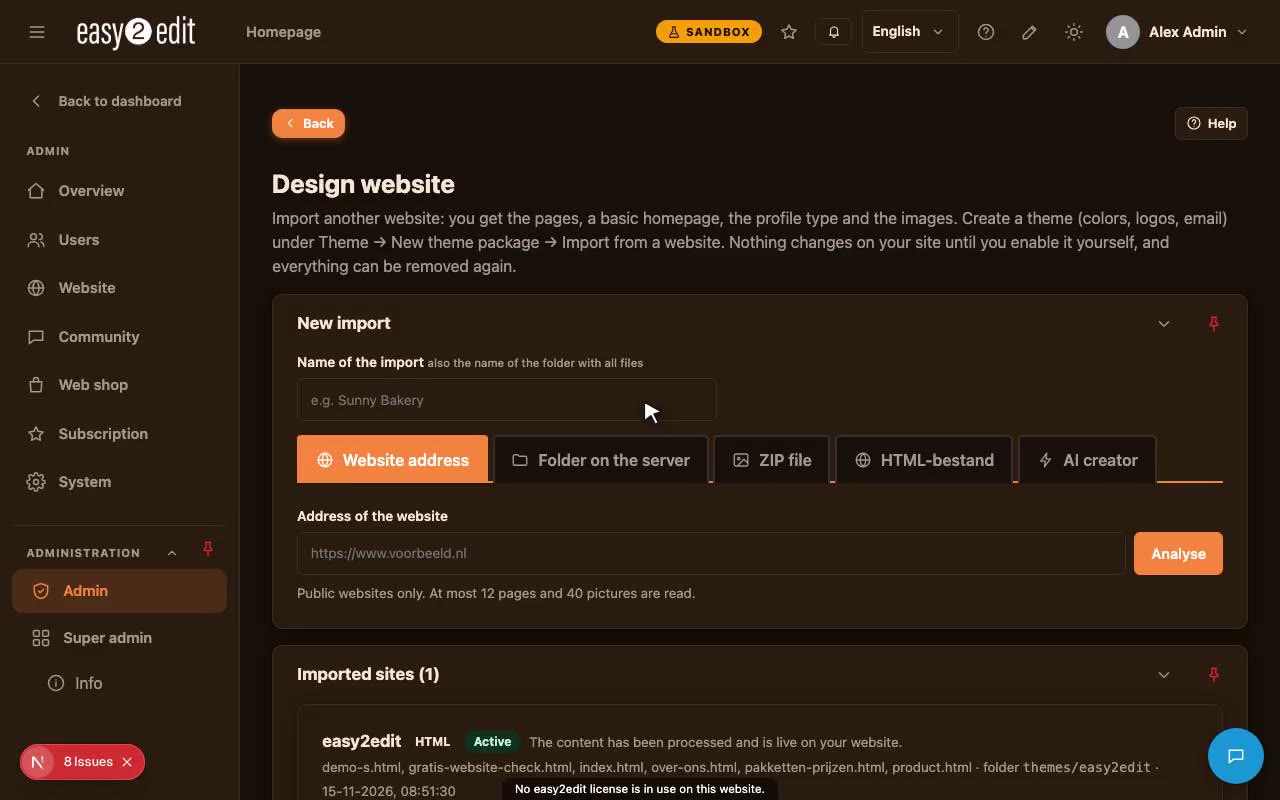 easy2edit
Homepage
SANDBOX
English
A
Alex Admin
Back to dashboard
ADMIN
Overview
Users
Website
Community
Web shop
Subscription
System
ADMINISTRATION
Admin
Super admin
Info
N
8 Issues
Back
Help
Design website
Import another website: you get the pages, a basic homepage, the profile type and the images. Create a theme (colors, logos, email)
under Theme → New theme package → Import from a website. Nothing changes on your site until you enable it yourself, and
everything can be removed again.
New import
Name of the import also the name of the folder with all files
e.g. Sunny Bakery
Website address
Folder on the server
ZIP file
HTML-bestand
AI creator
Address of the website
https://www.voorbeeld.nl
Analyse
Public websites only. At most 12 pages and 40 pictures are read.
Imported sites (1)
easy2edit HTML Active The content has been processed and is live on your website.
demo-s.html, gratis-website-check.html, index.html, over-ons.html, pakketten-prijzen.html, product.html · folder themes/easy2edit ·
15-11-2026, 08:51:30
No easy2edit license is in use on this website.